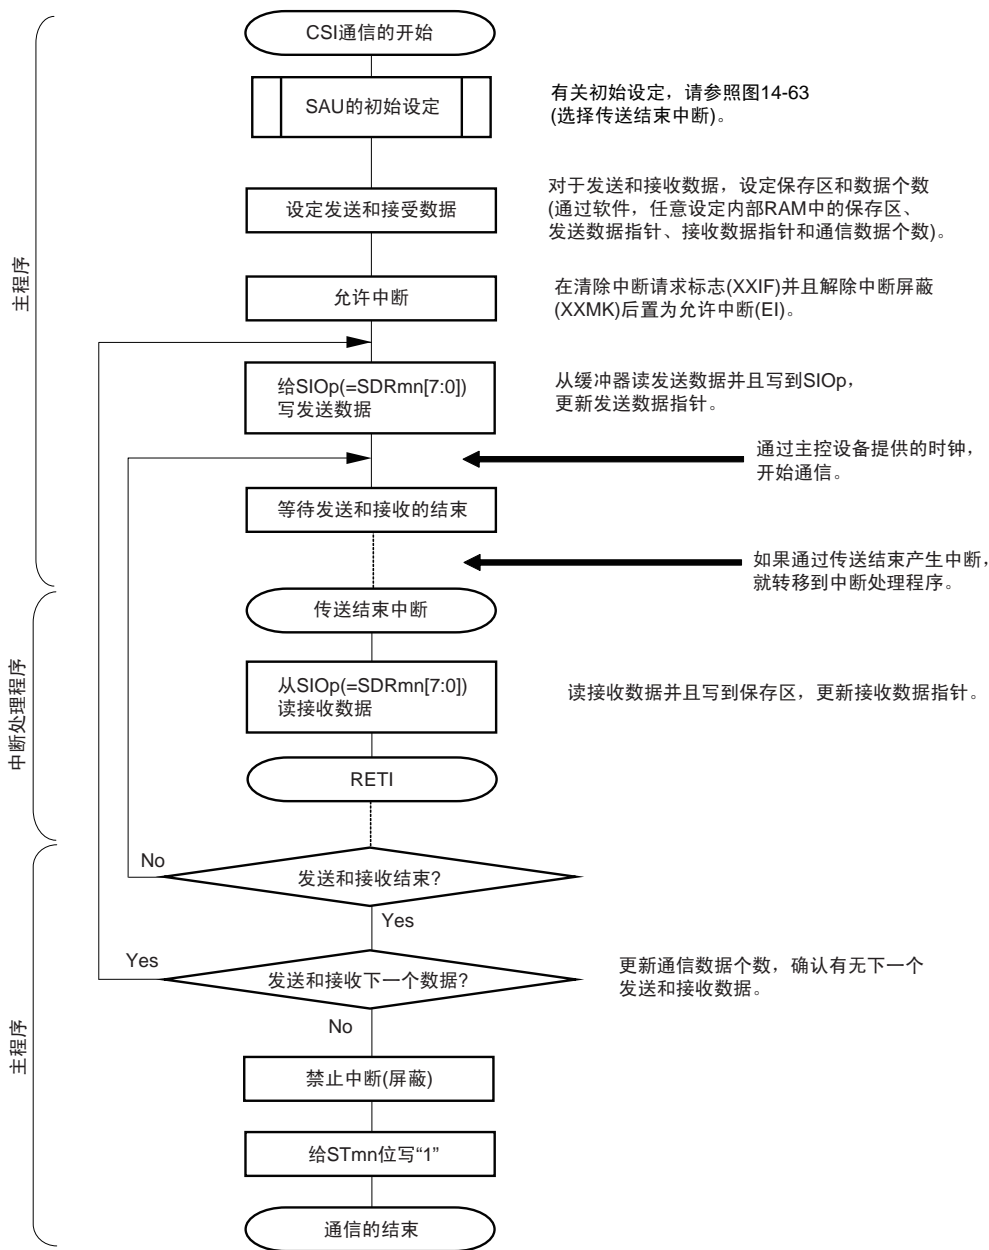 CSI通信的开始
SAU的初始设定
有关初始设定，请参照图14-63
(选择传送结束中断)。
设定发送和接受数据
对于发送和接收数据，设定保存区和数据个数
(通过软件，任意设定内部RAM中的保存区、
发送数据指针、接收数据指针和通信数据个数)。
主程序
允许中断
在清除中断请求标志(XXIF)并且解除中断屏蔽
(XXMK)后置为允许中断(EI)。
给SIOp(=SDRmn[7:0])
写发送数据
从缓冲器读发送数据并且写到SIOp，
更新发送数据指针。
通过主控设备提供的时钟，
开始通信。
等待发送和接收的结束
如果通过传送结束产生中断，
就转移到中断处理程序。
传送结束中断
中断处理程序
从SIOp(=SDRmn[7:0])
读接收数据
读接收数据并且写到保存区，更新接收数据指针。
RETI
No
发送和接收结束?
Yes
Yes
发送和接收下一个数据?
更新通信数据个数，确认有无下一个
发送和接收数据。
No
主程序
禁止中断(屏蔽)
给STmn位写“1”
通信的结束